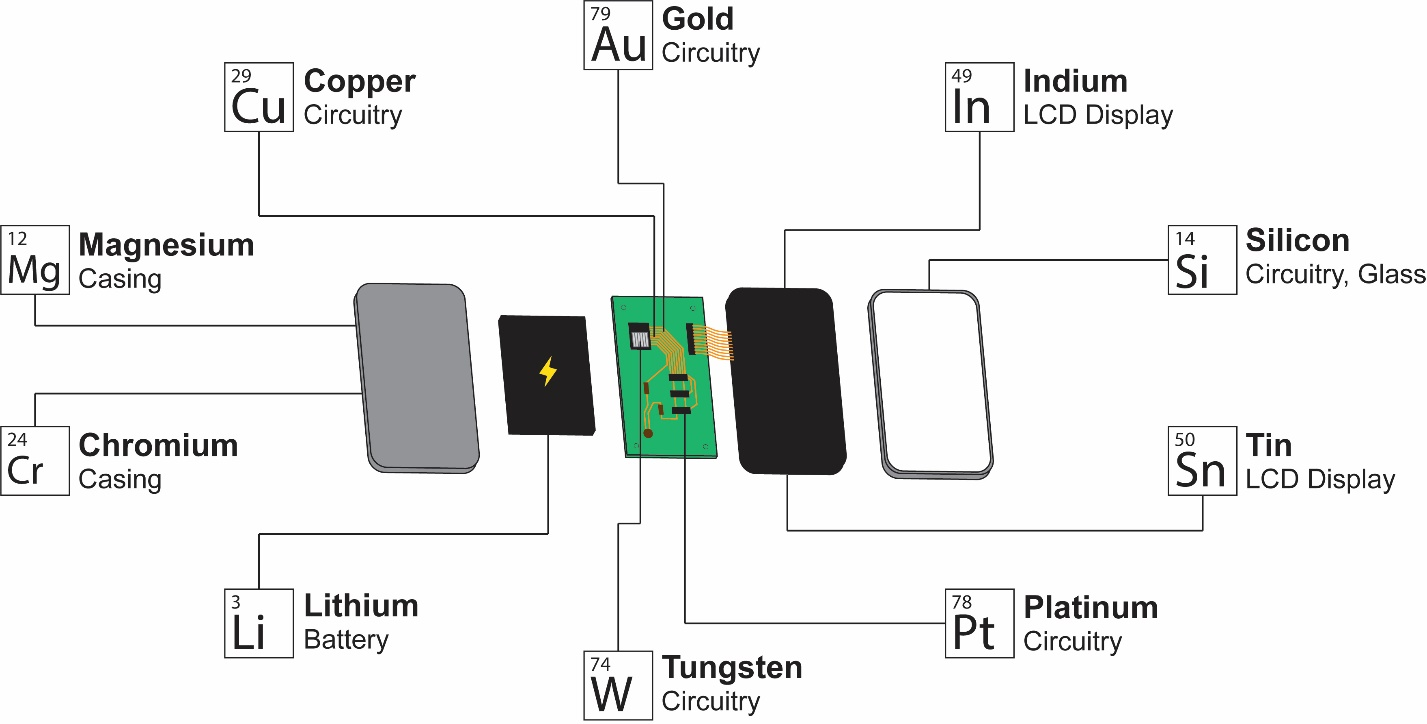 79
Au
Gold
Circuitry
29
Cu
Copper
Circuitry
49
In
Indium
LCD Display
12
Mg
Magnesium
Casing
14
Si
Silicon
Circuitry, Glass
24
Cr
Chromium
Casing
50
Sn
Tin
LCD Display
3
Li
Lithium
Battery
78
Pt
Platinum
Circuitry
74
W
Tungsten
Circuitry